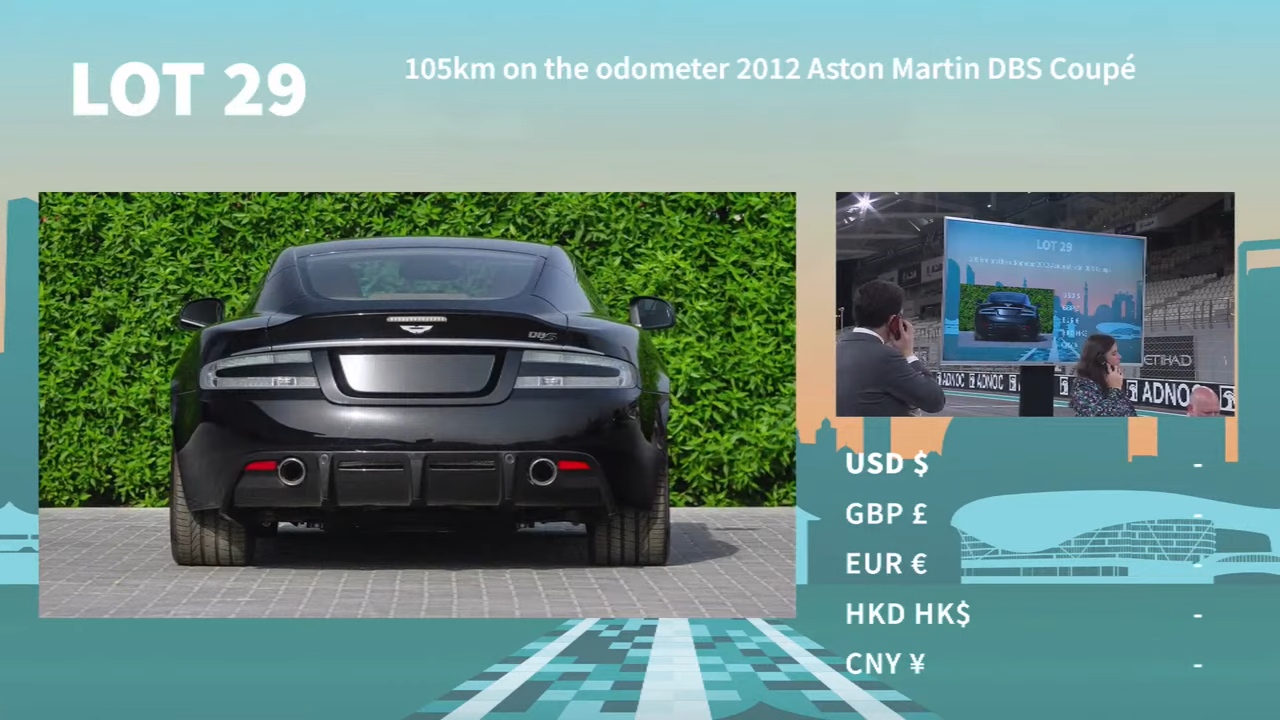 LOT 29
105km on the odometer 2012 Aston Martin DBS Coupé
DBS
LOT 29
USD $
ETIHAD
ADNOC ADNOC
ADNOC
USD $ -
GBP £ -
EUR € -
HKD HK$ -
CNY ¥ -